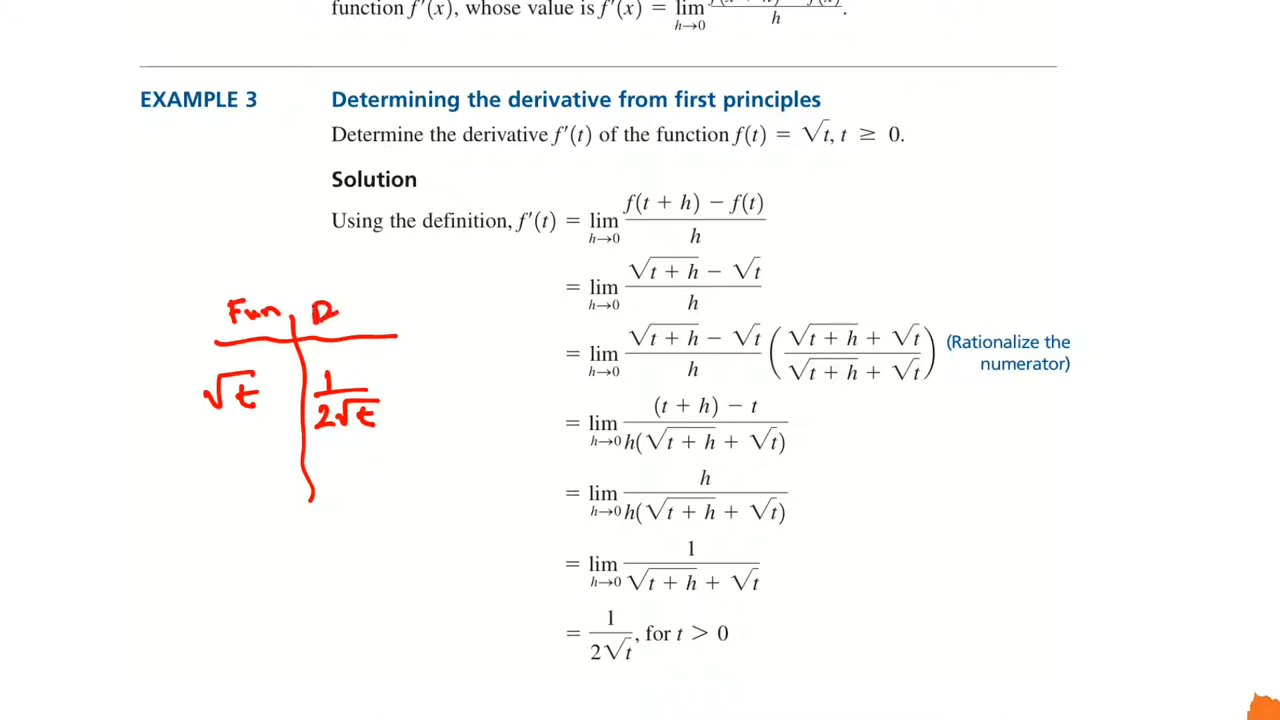 function f′(x), whose value is f′(x) = lim h→0 f(x + h) − f(x) / h.
EXAMPLE 3 Determining the derivative from first principles
Determine the derivative f′(t) of the function f(t) = √t, t ≥ 0.
Solution
Using the definition, f′(t) = lim h→0 f(t + h) − f(t) / h
= lim h→0 √(t + h) − √t / h
= lim h→0 √(t + h) − √t / h ( √(t + h) + √t / √(t + h) + √t ) (Rationalize the
numerator)
= lim h→0 (t + h) − t / h(√(t + h) + √t)
= lim h→0 h / h(√(t + h) + √t)
= lim h→0 1 / √(t + h) + √t
= 1 / 2√t, for t > 0
Fun D
√t 1 / 2√t